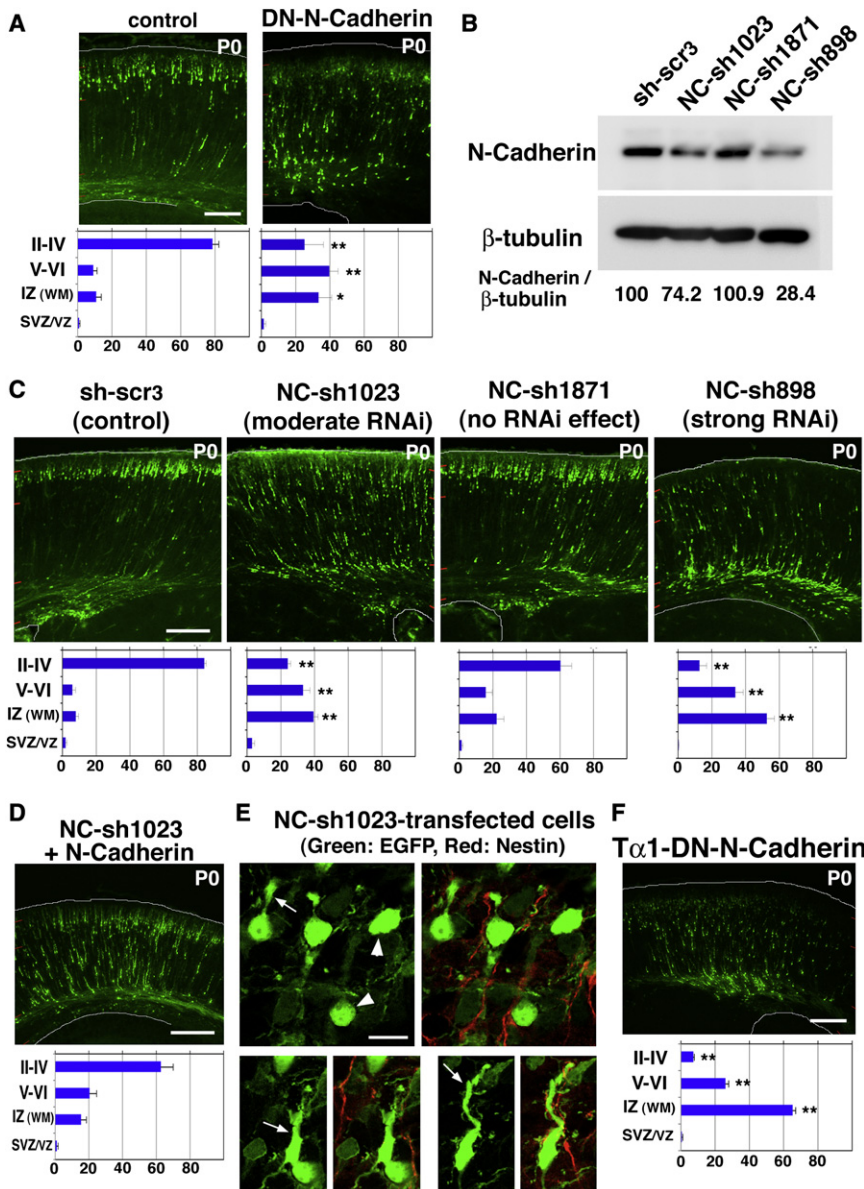 A
control
DN-N-Cadherin
P0
P0
II-IV
V-VI
IZ (WM)
SVZ/VZ
**
**
*
0 20 40 60 80
0 20 40 60 80
B
sh-scr3
NC-sh1023
NC-sh1871
NC-sh898
N-Cadherin
β-tubulin
N-Cadherin /
β-tubulin
100 74.2 100.9 28.4
C
sh-scr3
(control)
NC-sh1023
(moderate RNAi)
NC-sh1871
(no RNAi effect)
NC-sh898
(strong RNAi)
P0
P0
P0
P0
II-IV
V-VI
IZ (WM)
SVZ/VZ
**
**
**
**
**
**
0 20 40 60 80
0 20 40 60 80
0 20 40 60 80
0 20 40 60 80
D
NC-sh1023
+ N-Cadherin
P0
II-IV
V-VI
IZ (WM)
SVZ/VZ
0 20 40 60 80
E
NC-sh1023-transfected cells
(Green: EGFP, Red: Nestin)
F
Tα1-DN-N-Cadherin
P0
II-IV
V-VI
IZ (WM)
SVZ/VZ
**
**
**
0 20 40 60 80